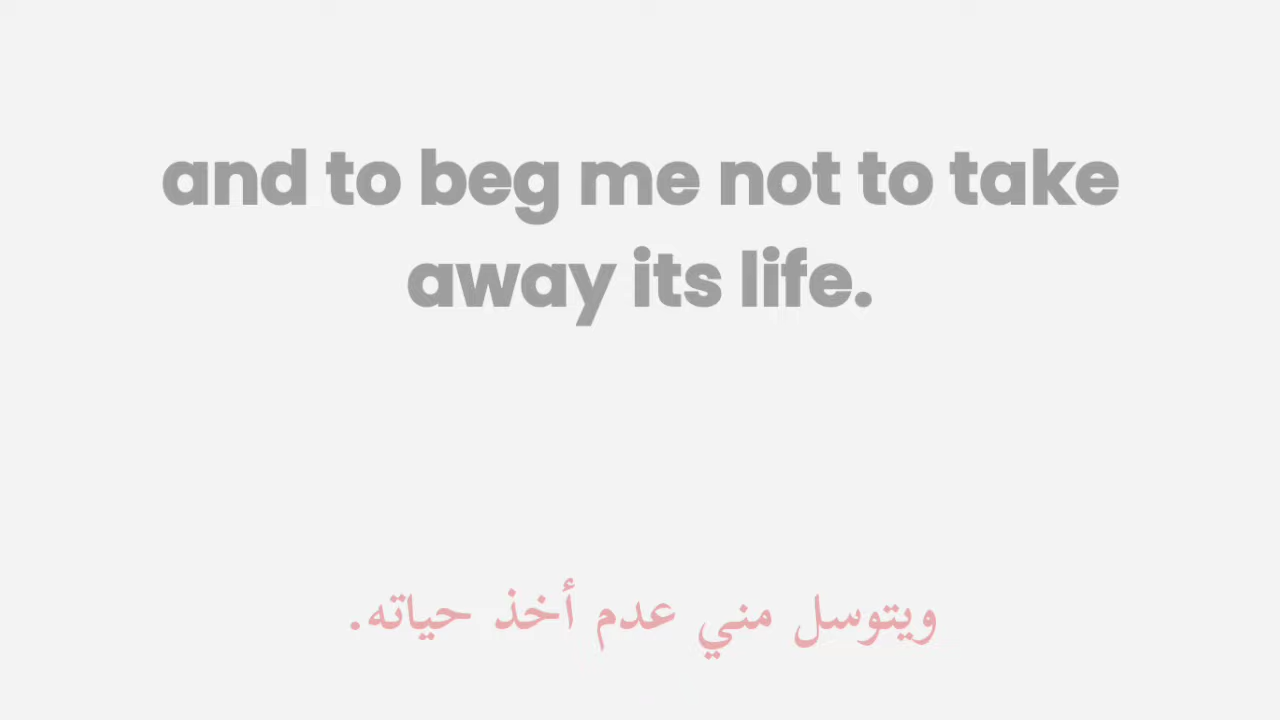 and to beg me not to take
away its life.
ويتوسل مني عدم أخذ حياته.